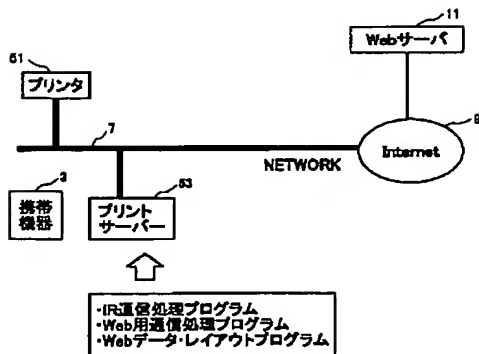 11
Webサーバ
51
プリンタ
7
9
Internet
NETWORK
3
携帯
機器
53
プリント
サーバー
・IR通信処理プログラム
・Web用通信処理プログラム
・Webデータ・レイアウトプログラム